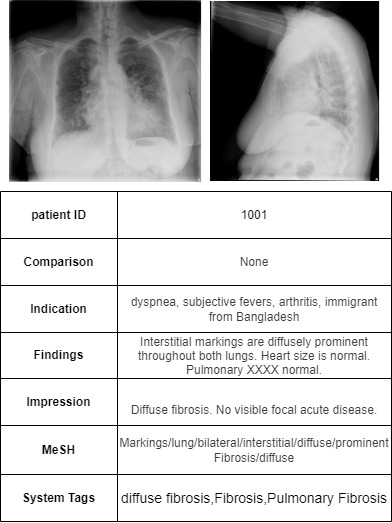 patient ID 1001
Comparison None
Indication dyspnea, subjective fevers, arthritis, immigrant
from Bangladesh
Findings Interstitial markings are diffusely prominent
throughout both lungs. Heart size is normal.
Pulmonary XXXX normal.
Impression Diffuse fibrosis. No visible focal acute disease.
MeSH Markings/lung/bilateral/interstitial/diffuse/prominent
Fibrosis/diffuse
System Tags diffuse fibrosis,Fibrosis,Pulmonary Fibrosis